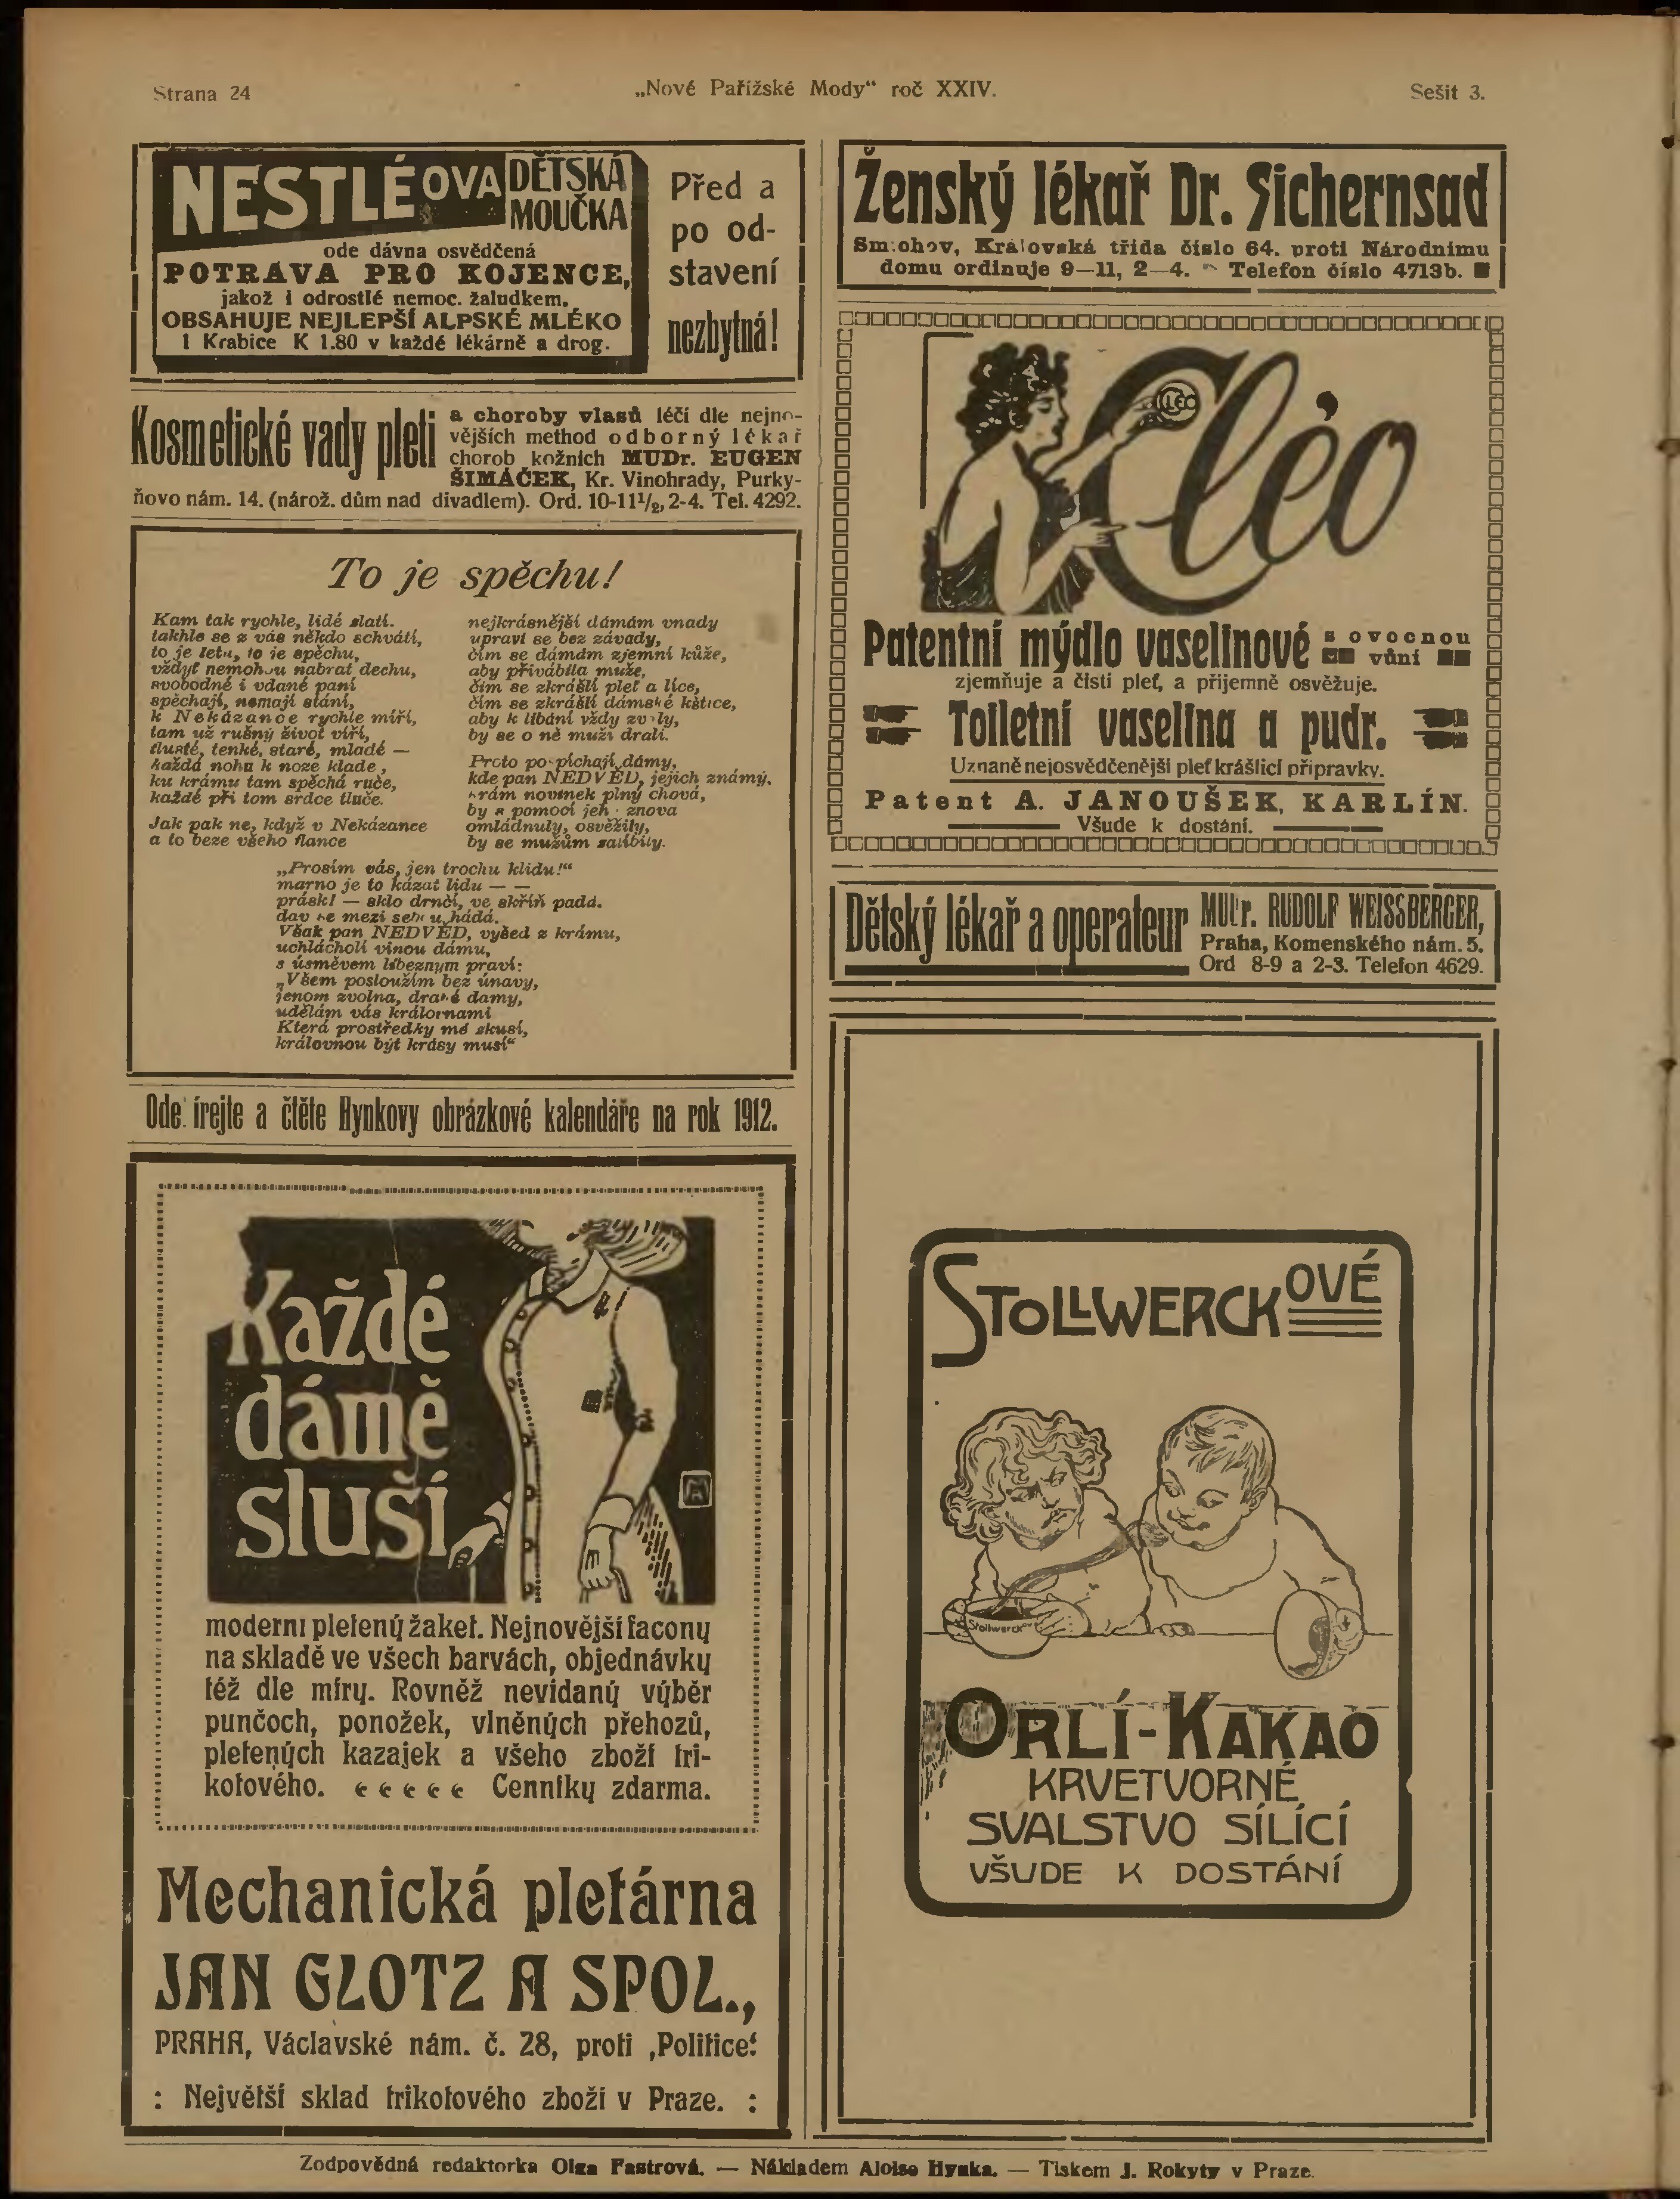 Strana 24
„Nové Pařížské Mody“ roč XXIV.
Sešit 3.
NESTLÉOVA DĚTSKÁ
MOUČKA
ode dávna osvědčená
POTRAVA PRO KOJENCE,
jakož i odrostlé nemoc. žaludkem.
OBSAHUJE NEJLEPŠÍ ALPSKÉ MLÉKO
1 Krabice K 1.80 v každé lékárně a drog.
Před a
po od-
stavení
nezbytná!
Kosmetické vady pleti
a choroby vlasů léčí dle nejno-
vějších method odborný lékař
chorob kožních MUDr. EUGEN
ŠIMÁČEK, Kr. Vinohrady, Purky-
ňovo nám. 14. (nárož. dům nad divadlem). Ord. 10-11½, 2-4. Tel. 4292.
To je spěchu!
Kam tak rychle, lidé zlatí.
takhle se z vás někdo schvátí,
to je letu, to je spěchu,
vždyť nemohou nabrat dechu,
svobodné i vdané paní
spěchají, nemají stání,
k Nekázance rychle míří,
tam už rušný život víří,
tlusté, tenké, staré, mladé —
každá nohu k noze klade,
ku krámu tam spěchá ruče,
každé při tom srdce tluče.
Jak pak ne, když v Nekázance
a to beze všeho flance
nejkrásnější dámám vnady
upraví se bez závady,
čím se dámám zjemní kůže,
aby přivábila muže,
čím se zkrášlí pleť a líce,
čím se zkrášlí dámské kštice,
aby k líbání vždy zvaly,
by se o ně muži drali.
Proto pospíchají dámy,
kde pan NEDVĚD, jejich známý,
krám novinek plný chová,
by s pomocí jeho znova
omládnuly, osvěžily,
by se mužům zalíbily.
„Prosím vás, jen trochu klidu!“
marno je to kázat lidu — —
prásk! — sklo drnčí, ve skříň padá.
dav se mezi sebou hádá.
Však pan NEDVĚD, vyšed z krámu,
uchlácholí vinou dámu,
s úsměvem líbezným praví:
„Všem posloužím bez únavy,
jenom zvolna, drahé damy,
udělám vás královnami
Která prostředky mé zkusí,
královnou být krásy musí“
Odebírejte a čtěte Hynkovy obrázkové kalendáře na rok 1912.
Každé
dámě
sluší
moderní pletený žaket. Nejnovější façony
na skladě ve všech barvách, objednávky
též dle míry. Rovněž nevídaný výběr
punčoch, ponožek, vlněných přehozů,
pletených kazajek a všeho zboží tri-
kotového. Cenníky zdarma.
Mechanická pletárna
JAN GLOTZ A SPOL.,
PRAHA, Václavské nám. č. 28, proti ‚Politice‘
: Největší sklad trikotového zboží v Praze. :
Ženský lékař Dr. Sichernsad
Smíchov, Královská třída číslo 64. proti Národnímu
domu ordinuje 9—11, 2—4. Telefon číslo 4713b.
CLEO
Cléo
Patentní mýdlo vaselinové s ovocnou
vůní
zjemňuje a čistí pleť, a příjemně osvěžuje.
Toiletní vaselina a pudr.
Uznaně nejosvědčenější pleť krášlící přípravky.
Patent A. JANOUŠEK, KARLÍN.
Všude k dostání.
Dětský lékař a operateur
MUDr. RUDOLF WEISSBERGER,
Praha, Komenského nám. 5.
Ord 8-9 a 2-3. Telefon 4629.
STOLLWERCKOVÉ
Stollwerckov
ORLÍ-KAKAO
KRVETVORNÉ,
SVALSTVO SÍLÍCÍ
VŠUDE K DOSTÁNÍ
Zodpovědná redaktorka Olga Fastrová. — Nákladem Aloise Hynka. — Tiskem J. Rokyty v Praze.